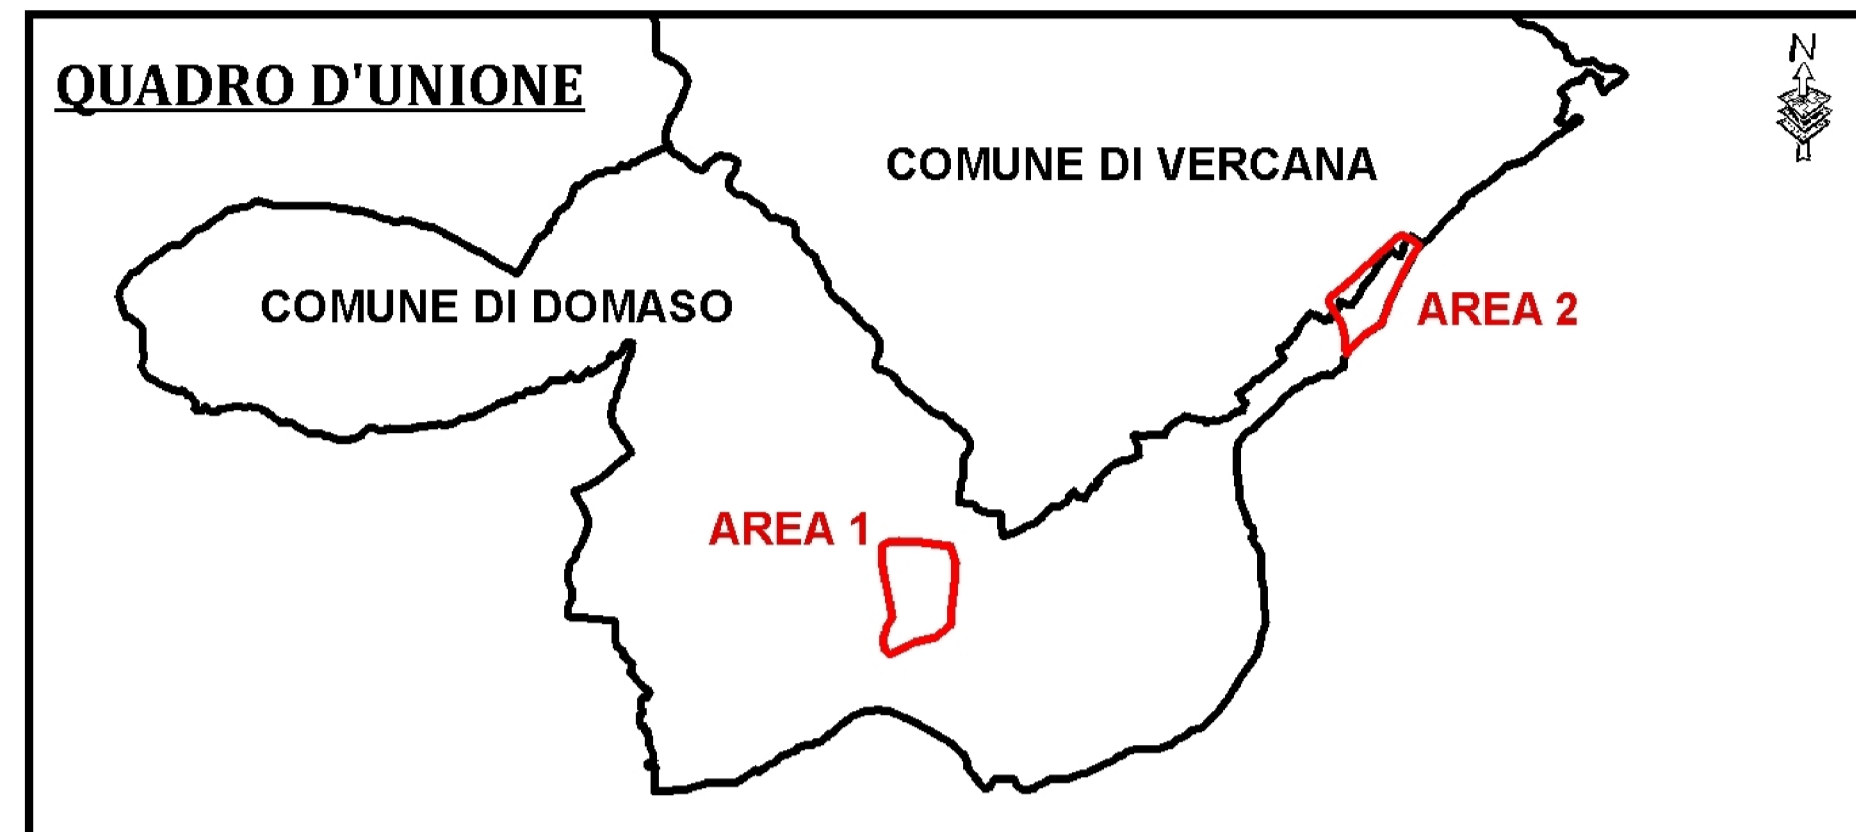 QUADRO D'UNIONE
N
COMUNE DI VERCANA
COMUNE DI DOMASO
AREA 2
AREA 1